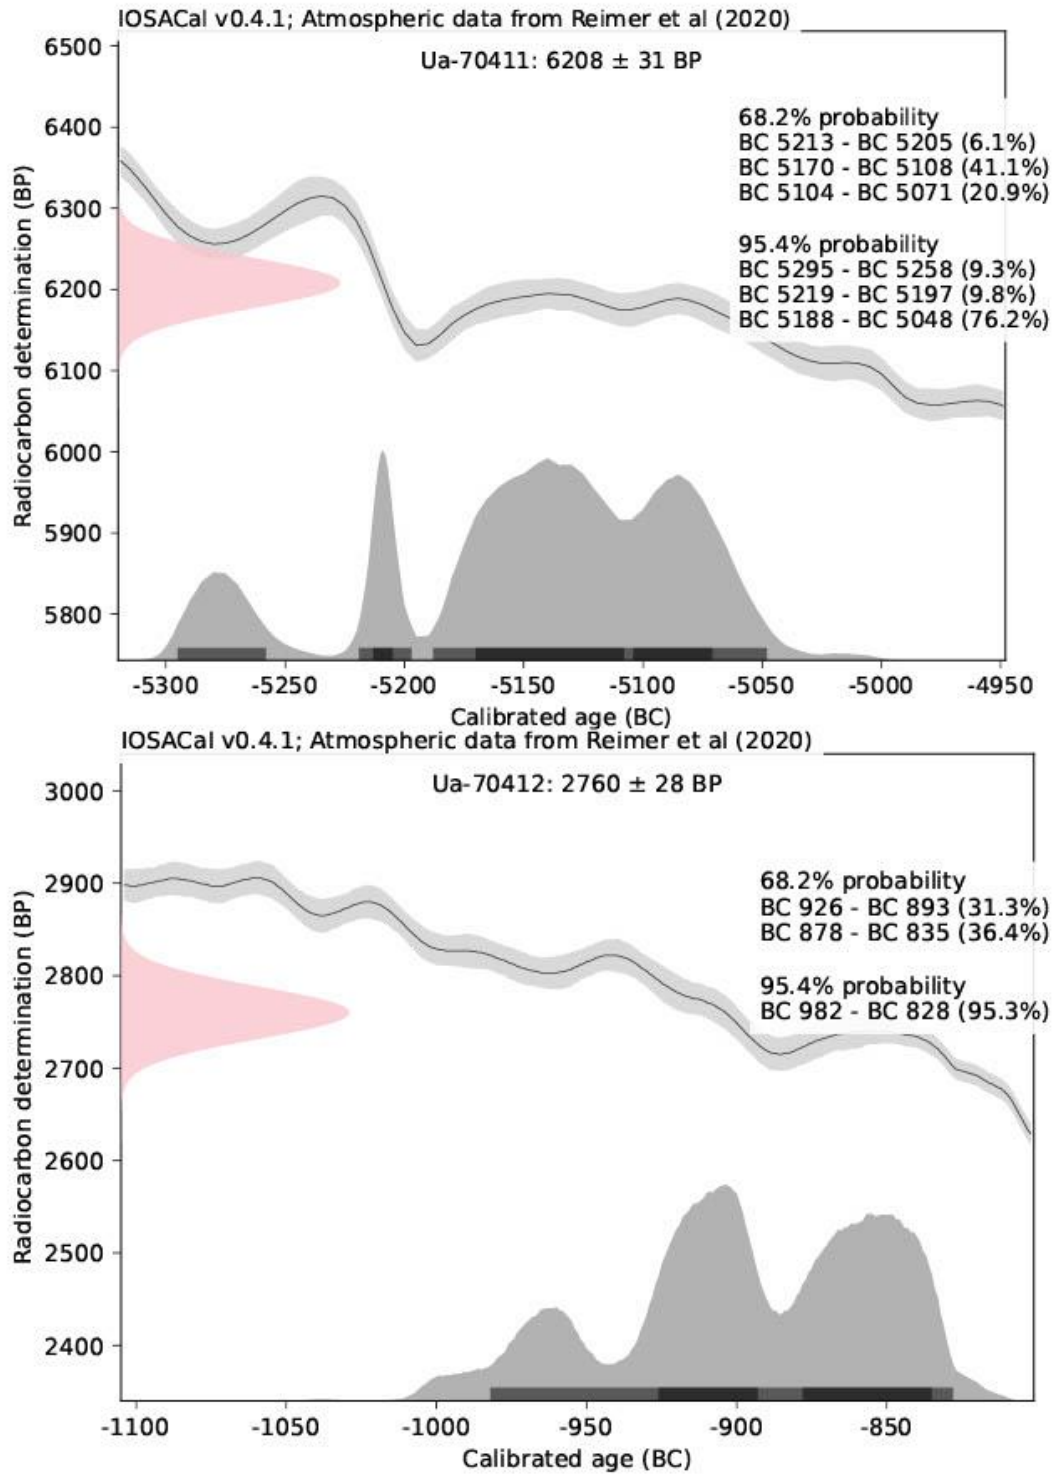 IOSACal v0.4.1; Atmospheric data from Reimer et al (2020)
Ua-70411: 6208 ± 31 BP
68.2% probability
BC 5213 - BC 5205 (6.1%)
BC 5170 - BC 5108 (41.1%)
BC 5104 - BC 5071 (20.9%)
95.4% probability
BC 5295 - BC 5258 (9.3%)
BC 5219 - BC 5197 (9.8%)
BC 5188 - BC 5048 (76.2%)
Radiocarbon determination (BP)
6500
6400
6300
6200
6100
6000
5900
5800
-5300 -5250 -5200 -5150 -5100 -5050 -5000 -4950
Calibrated age (BC)
IOSACal v0.4.1; Atmospheric data from Reimer et al (2020)
Ua-70412: 2760 ± 28 BP
68.2% probability
BC 926 - BC 893 (31.3%)
BC 878 - BC 835 (36.4%)
95.4% probability
BC 982 - BC 828 (95.3%)
Radiocarbon determination (BP)
3000
2900
2800
2700
2600
2500
2400
-1100 -1050 -1000 -950 -900 -850
Calibrated age (BC)